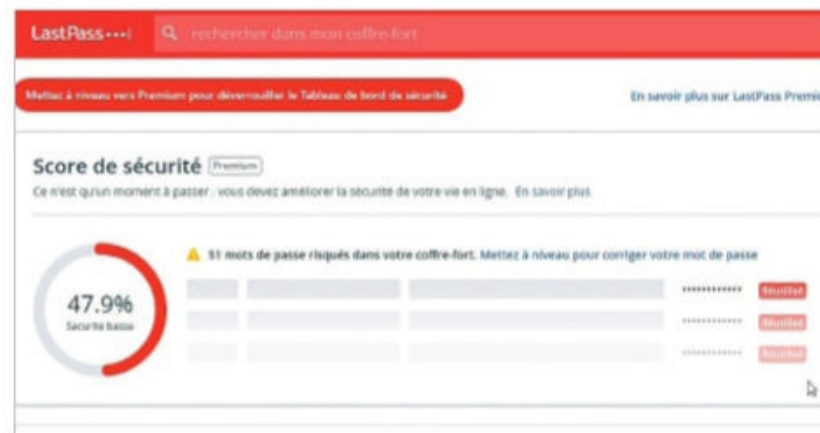 LastPass
rechercher dans mon coffre-fort
Mettez à niveau vers Premium pour déverrouiller le Tableau de bord de sécurité
En savoir plus sur LastPass Premiu
Score de sécurité Premium
Ce n'est qu'un moment à passer : vous devez améliorer la sécurité de votre vie en ligne. En savoir plus
51 mots de passe risqués dans votre coffre-fort. Mettez à niveau pour corriger votre mot de passe
47.9%
Sécurité basse
Réutilisé
Réutilisé
Réutilisé